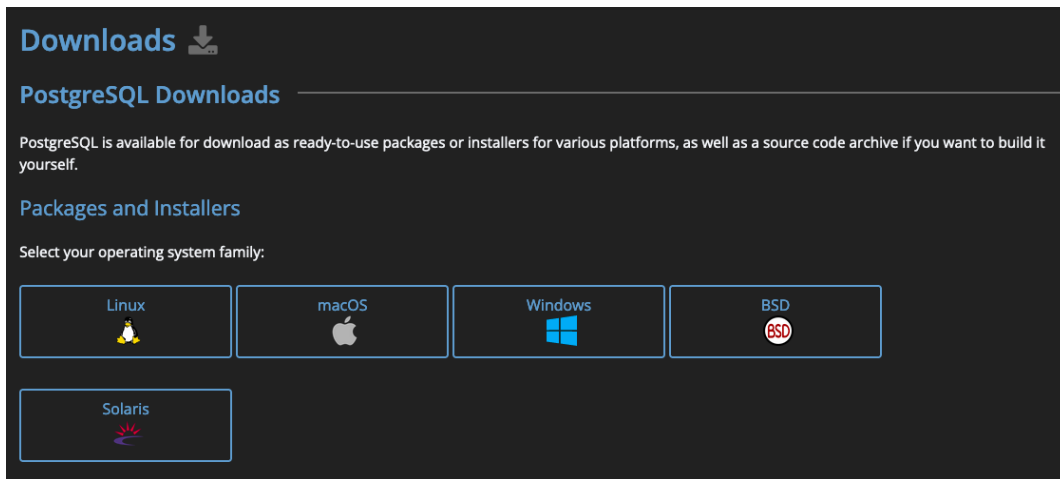 Downloads
PostgreSQL Downloads
PostgreSQL is available for download as ready-to-use packages or installers for various platforms, as well as a source code archive if you want to build it
yourself.
Packages and Installers
Select your operating system family:
Linux
macOS
Windows
BSD
BSD
Solaris